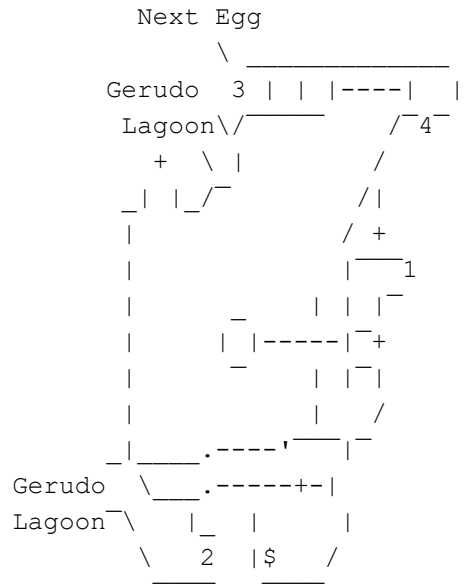 Next Egg
Gerudo 3
Lagoon 4
+
+
1
+
Gerudo +
Lagoon
2 $